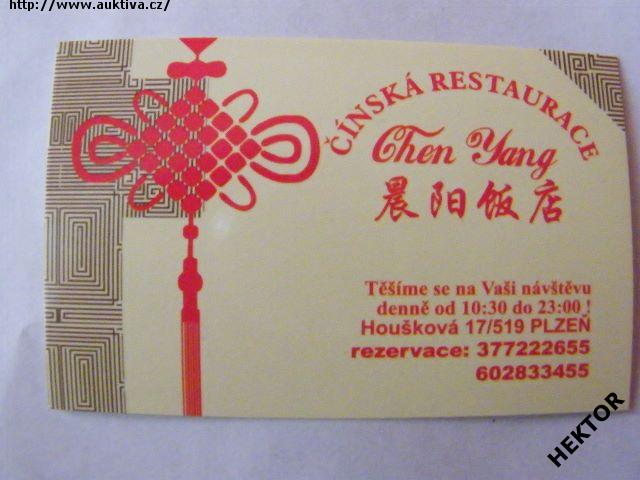 http://www.auktiva.cz/
ČÍNSKÁ RESTAURACE
Chen Yang
晨阳饭店
Těšíme se na Vaši návštěvu
denně od 10:30 do 23:00 !
Houšková 17/519 PLZEŇ
rezervace: 377222655
602833455
HEKTOR